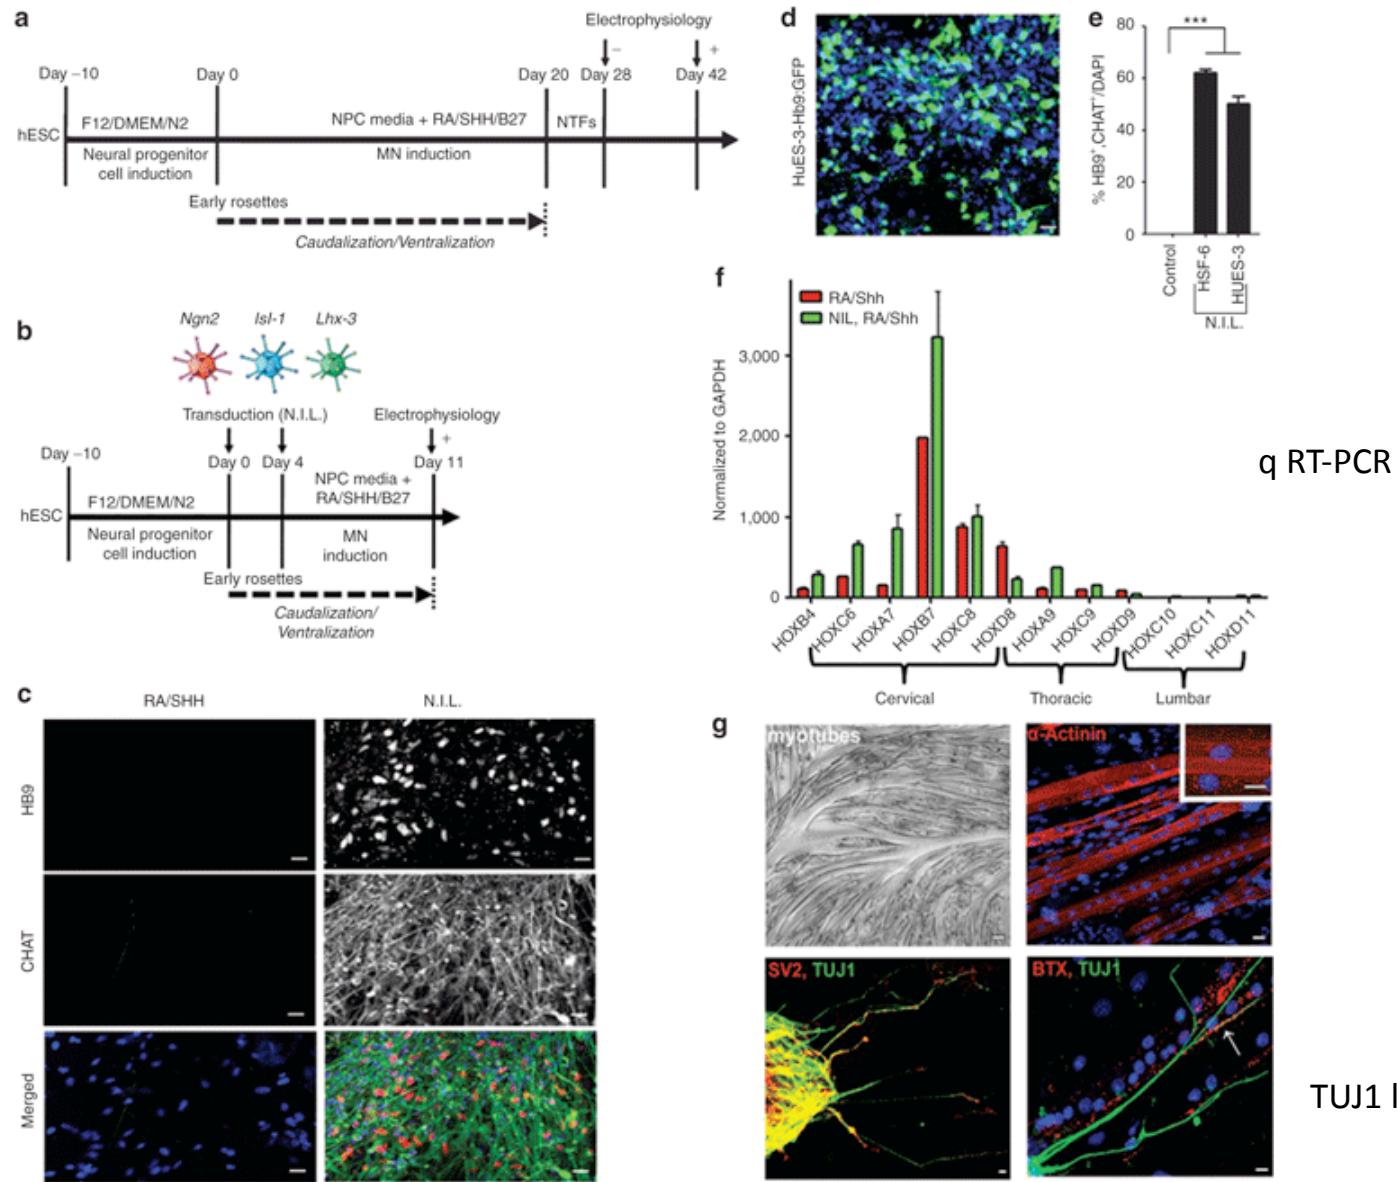 a
Electrophysiology
− +
Day −10 Day 0 Day 20 Day 28 Day 42
hESC
F12/DMEM/N2
NPC media + RA/SHH/B27
NTFs
Neural progenitor
cell induction
MN induction
Early rosettes
Caudalization/Ventralization
b
Ngn2 Isl-1 Lhx-3
Transduction (N.I.L.)
Electrophysiology
+
Day −10 Day 0 Day 4 Day 11
hESC
F12/DMEM/N2
NPC media +
RA/SHH/B27
Neural progenitor
cell induction
MN
induction
Early rosettes
Caudalization/
Ventralization
c
RA/SHH N.I.L.
HB9
CHAT
Merged
d
HuES-3-Hb9:GFP
e
% HB9+,CHAT+/DAPI
80
60
40
20
0
***
Control
HSF-6
HUES-3
N.I.L.
f
Normalized to GAPDH
3,000
2,000
1,000
0
RA/Shh
NIL, RA/Shh
HOXB4
HOXC6
HOXA7
HOXB7
HOXC8
HOXD8
HOXA9
HOXC9
HOXD9
HOXC10
HOXC11
HOXD11
Cervical Thoracic Lumbar
q RT-PCR
g
myotubes
α-Actinin
SV2, TUJ1
BTX, TUJ1
TUJ1 l